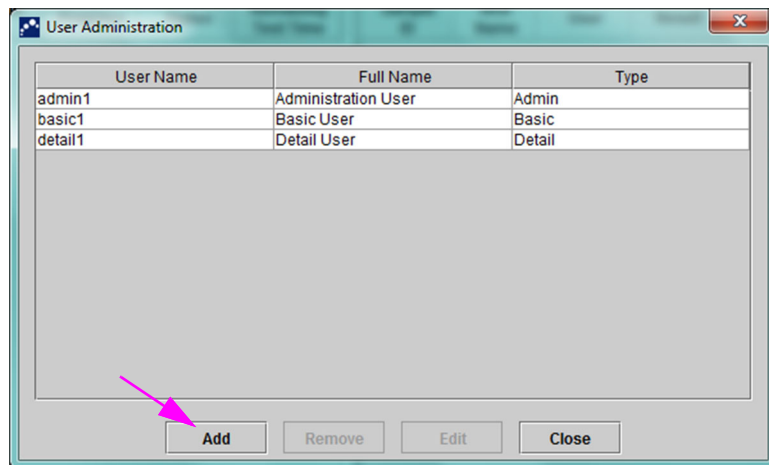 User Administration
User Name Full Name Type
admin1 Administration User Admin
basic1 Basic User Basic
detail1 Detail User Detail
Add Remove Edit Close